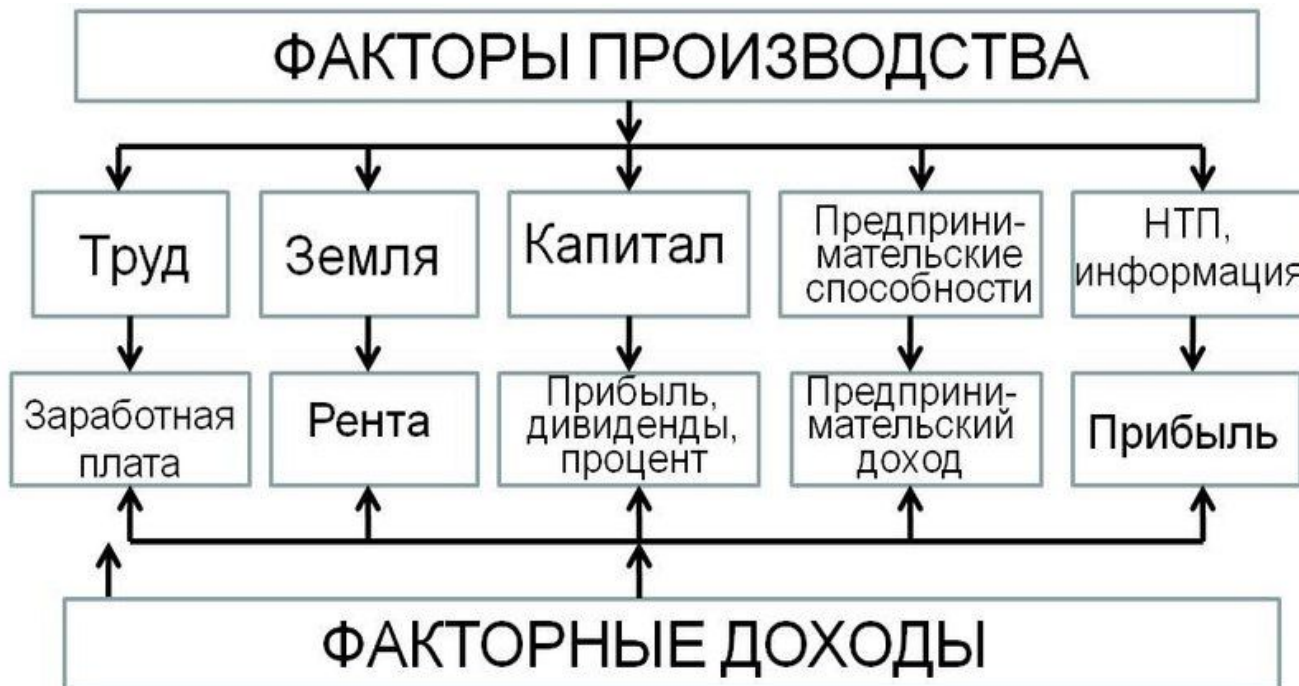 ФАКТОРЫ ПРОИЗВОДСТВА
Труд
Земля
Капитал
Предприни-
мательские
способности
НТП,
информация
Заработная
плата
Рента
Прибыль,
дивиденды,
процент
Предприни-
мательский
доход
Прибыль
ФАКТОРНЫЕ ДОХОДЫ